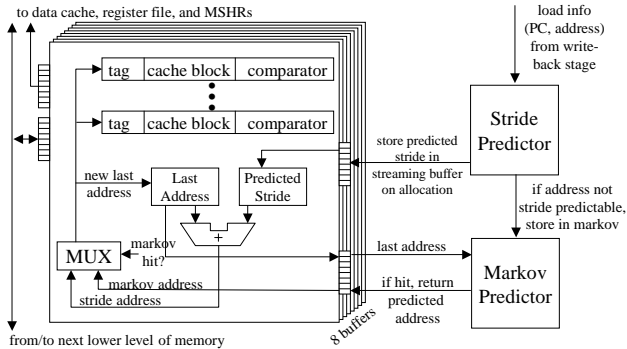 to data cache, register file, and MSHRs
load info
(PC, address)
from write-
back stage
tag cache block comparator
tag cache block comparator
Stride
Predictor
store predicted
stride in
streaming buffer
on allocation
new last
address
Last
Address
Predicted
Stride
if address not
stride predictable,
store in markov
+
MUX
markov
hit?
last address
markov address
stride address
if hit, return
predicted
address
Markov
Predictor
8 buffers
from/to next lower level of memory